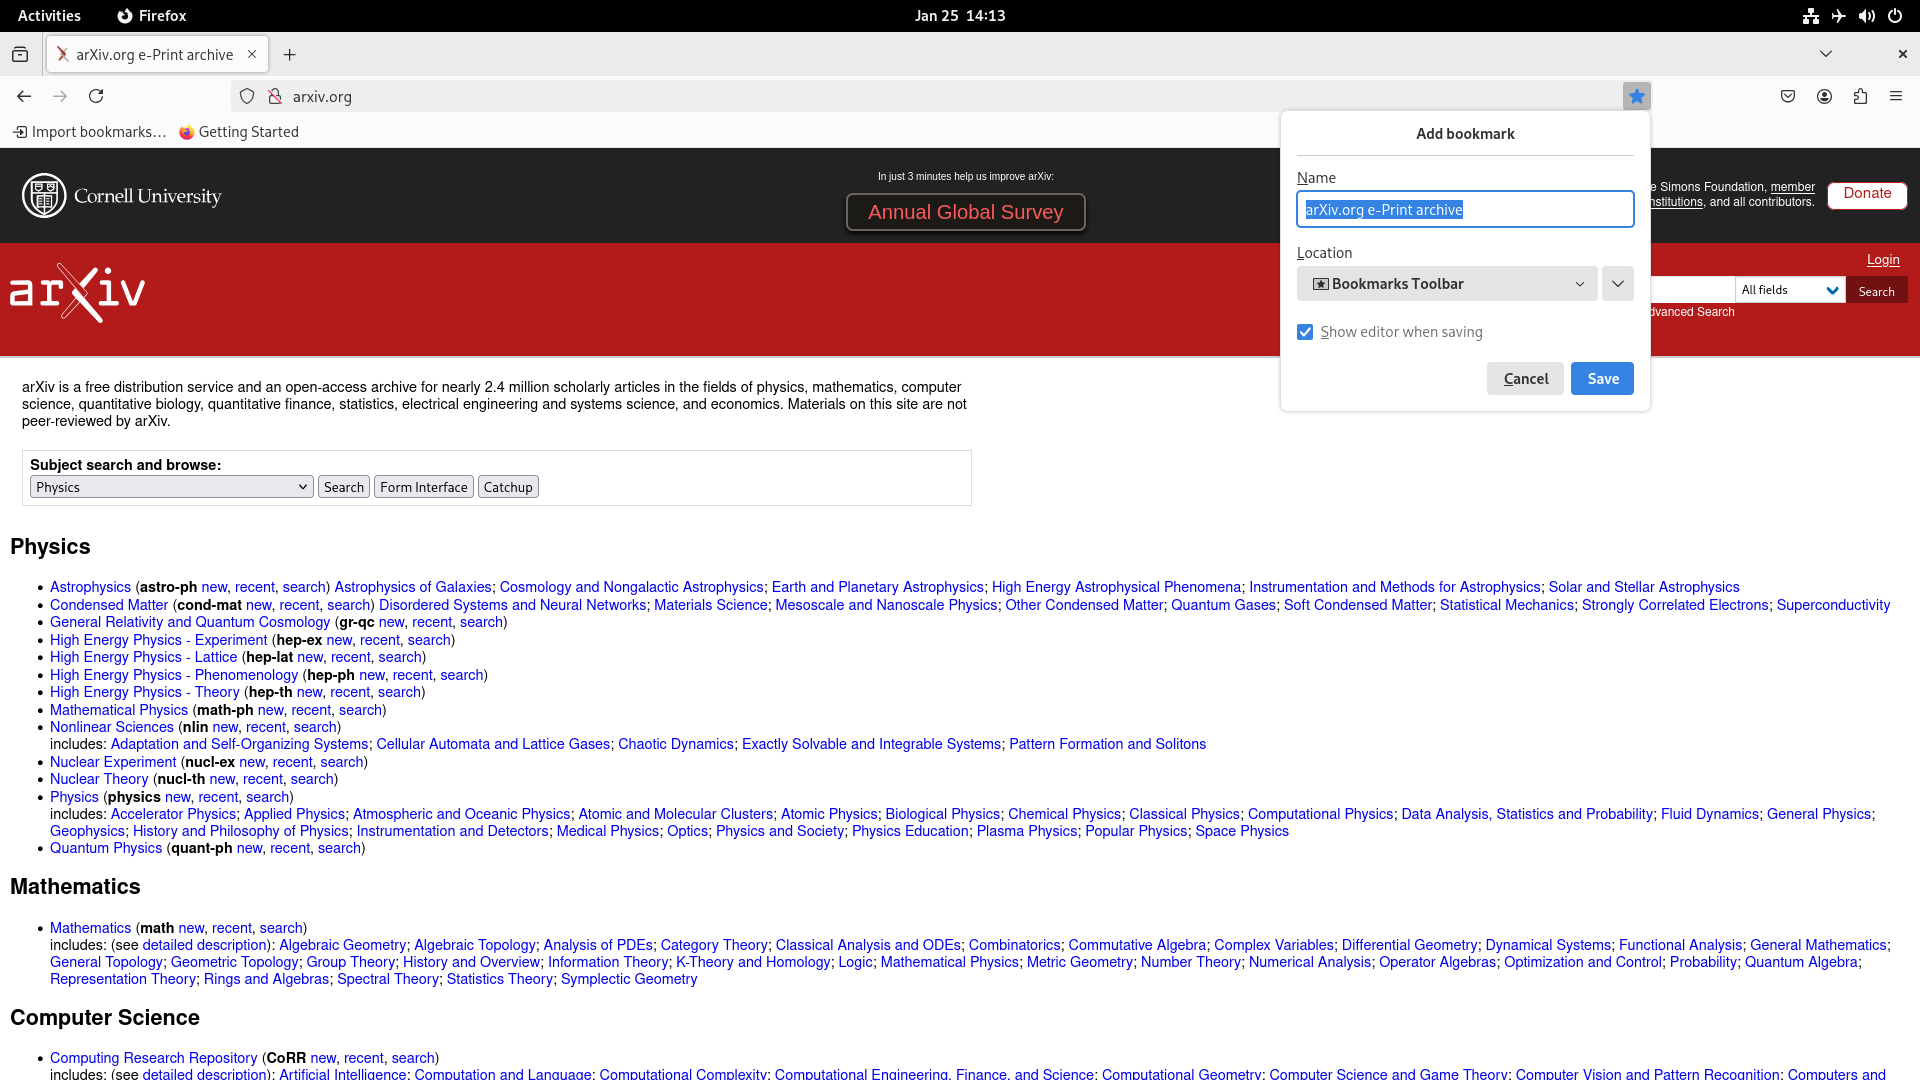 Activities
Firefox
Jan 25 14:13
arXiv.org e-Print archive
arxiv.org
Import bookmarks…
Getting Started
Add bookmark
Name
arXiv.org e-Print archive
Location
Bookmarks Toolbar
Show editor when saving
Cancel
Save
Cornell University
In just 3 minutes help us improve arXiv:
Annual Global Survey
e Simons Foundation, member
nstitutions, and all contributors.
Donate
arXiv
Login
All fields
Search
dvanced Search
arXiv is a free distribution service and an open-access archive for nearly 2.4 million scholarly articles in the fields of physics, mathematics, computer
science, quantitative biology, quantitative finance, statistics, electrical engineering and systems science, and economics. Materials on this site are not
peer-reviewed by arXiv.
Subject search and browse:
Physics
Search
Form Interface
Catchup
Physics
Astrophysics (astro-ph new, recent, search) Astrophysics of Galaxies; Cosmology and Nongalactic Astrophysics; Earth and Planetary Astrophysics; High Energy Astrophysical Phenomena; Instrumentation and Methods for Astrophysics; Solar and Stellar Astrophysics
Condensed Matter (cond-mat new, recent, search) Disordered Systems and Neural Networks; Materials Science; Mesoscale and Nanoscale Physics; Other Condensed Matter; Quantum Gases; Soft Condensed Matter; Statistical Mechanics; Strongly Correlated Electrons; Superconductivity
General Relativity and Quantum Cosmology (gr-qc new, recent, search)
High Energy Physics - Experiment (hep-ex new, recent, search)
High Energy Physics - Lattice (hep-lat new, recent, search)
High Energy Physics - Phenomenology (hep-ph new, recent, search)
High Energy Physics - Theory (hep-th new, recent, search)
Mathematical Physics (math-ph new, recent, search)
Nonlinear Sciences (nlin new, recent, search)
includes: Adaptation and Self-Organizing Systems; Cellular Automata and Lattice Gases; Chaotic Dynamics; Exactly Solvable and Integrable Systems; Pattern Formation and Solitons
Nuclear Experiment (nucl-ex new, recent, search)
Nuclear Theory (nucl-th new, recent, search)
Physics (physics new, recent, search)
includes: Accelerator Physics; Applied Physics; Atmospheric and Oceanic Physics; Atomic and Molecular Clusters; Atomic Physics; Biological Physics; Chemical Physics; Classical Physics; Computational Physics; Data Analysis, Statistics and Probability; Fluid Dynamics; General Physics;
Geophysics; History and Philosophy of Physics; Instrumentation and Detectors; Medical Physics; Optics; Physics and Society; Physics Education; Plasma Physics; Popular Physics; Space Physics
Quantum Physics (quant-ph new, recent, search)
Mathematics
Mathematics (math new, recent, search)
includes: (see detailed description): Algebraic Geometry; Algebraic Topology; Analysis of PDEs; Category Theory; Classical Analysis and ODEs; Combinatorics; Commutative Algebra; Complex Variables; Differential Geometry; Dynamical Systems; Functional Analysis; General Mathematics;
General Topology; Geometric Topology; Group Theory; History and Overview; Information Theory; K-Theory and Homology; Logic; Mathematical Physics; Metric Geometry; Number Theory; Numerical Analysis; Operator Algebras; Optimization and Control; Probability; Quantum Algebra;
Representation Theory; Rings and Algebras; Spectral Theory; Statistics Theory; Symplectic Geometry
Computer Science
Computing Research Repository (CoRR new, recent, search)
includes: (see detailed description): Artificial Intelligence; Computation and Language; Computational Complexity; Computational Engineering, Finance, and Science; Computational Geometry; Computer Science and Game Theory; Computer Vision and Pattern Recognition; Computers and